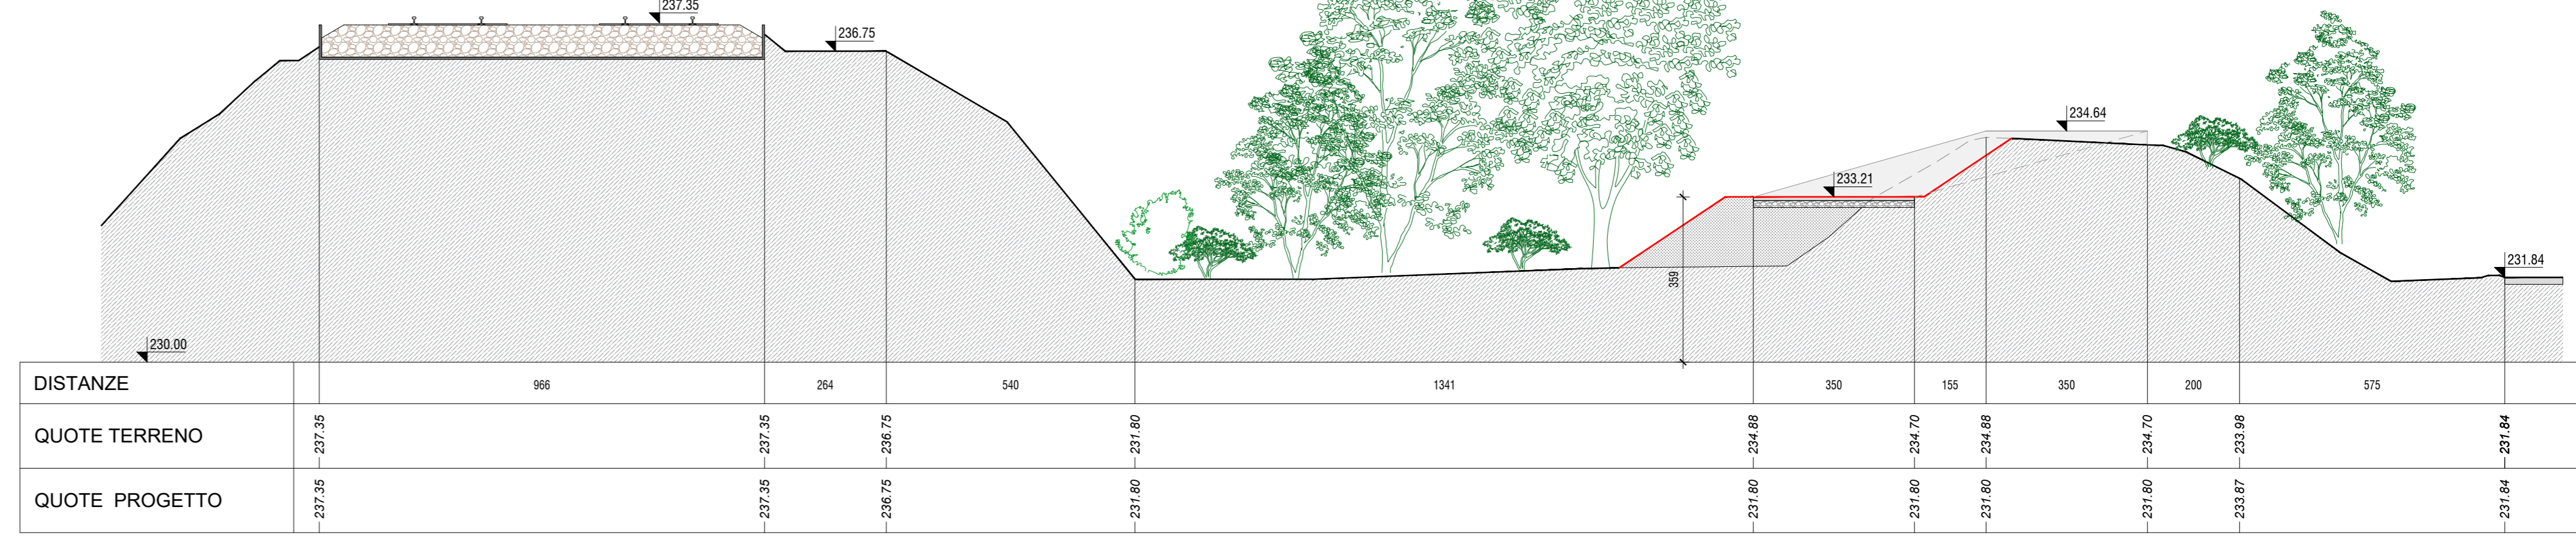 237.35
236.75
234.64
233.21
231.84
359
230.00
DISTANZE 966 264 540 1341 350 155 350 200 575
QUOTE TERRENO 237.35 237.35 236.75 231.80 234.88 234.70 234.88 234.70 233.98 231.84
QUOTE PROGETTO 237.35 237.35 236.75 231.80 231.80 231.80 231.80 231.80 233.87 231.84